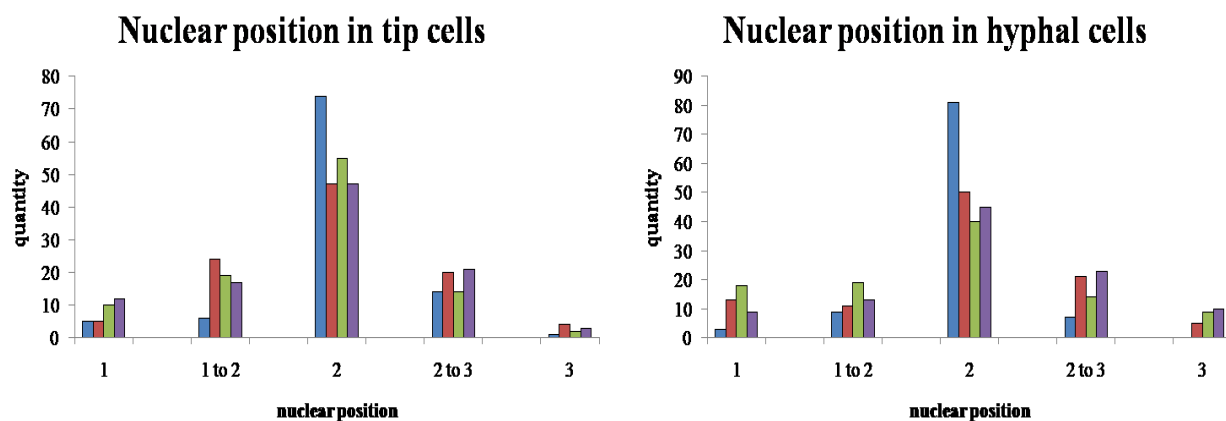 Nuclear position in tip cells
80
70
60
50
40
30
20
10
0
quantity
1 1 to 2 2 2 to 3 3
nuclear position
Nuclear position in hyphal cells
90
80
70
60
50
40
30
20
10
0
quantity
1 1 to 2 2 2 to 3 3
nuclear position